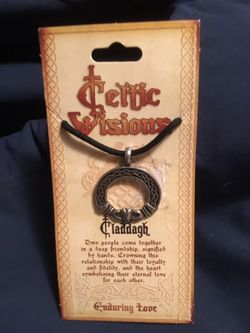 Celtic
Visions
Claddagh
Two people come together
in a deep friendship, signified
by hands. Crowning this
relationship with their loyalty
and fidelity, and the heart
symbolising their eternal love
for each other.
Enduring Love